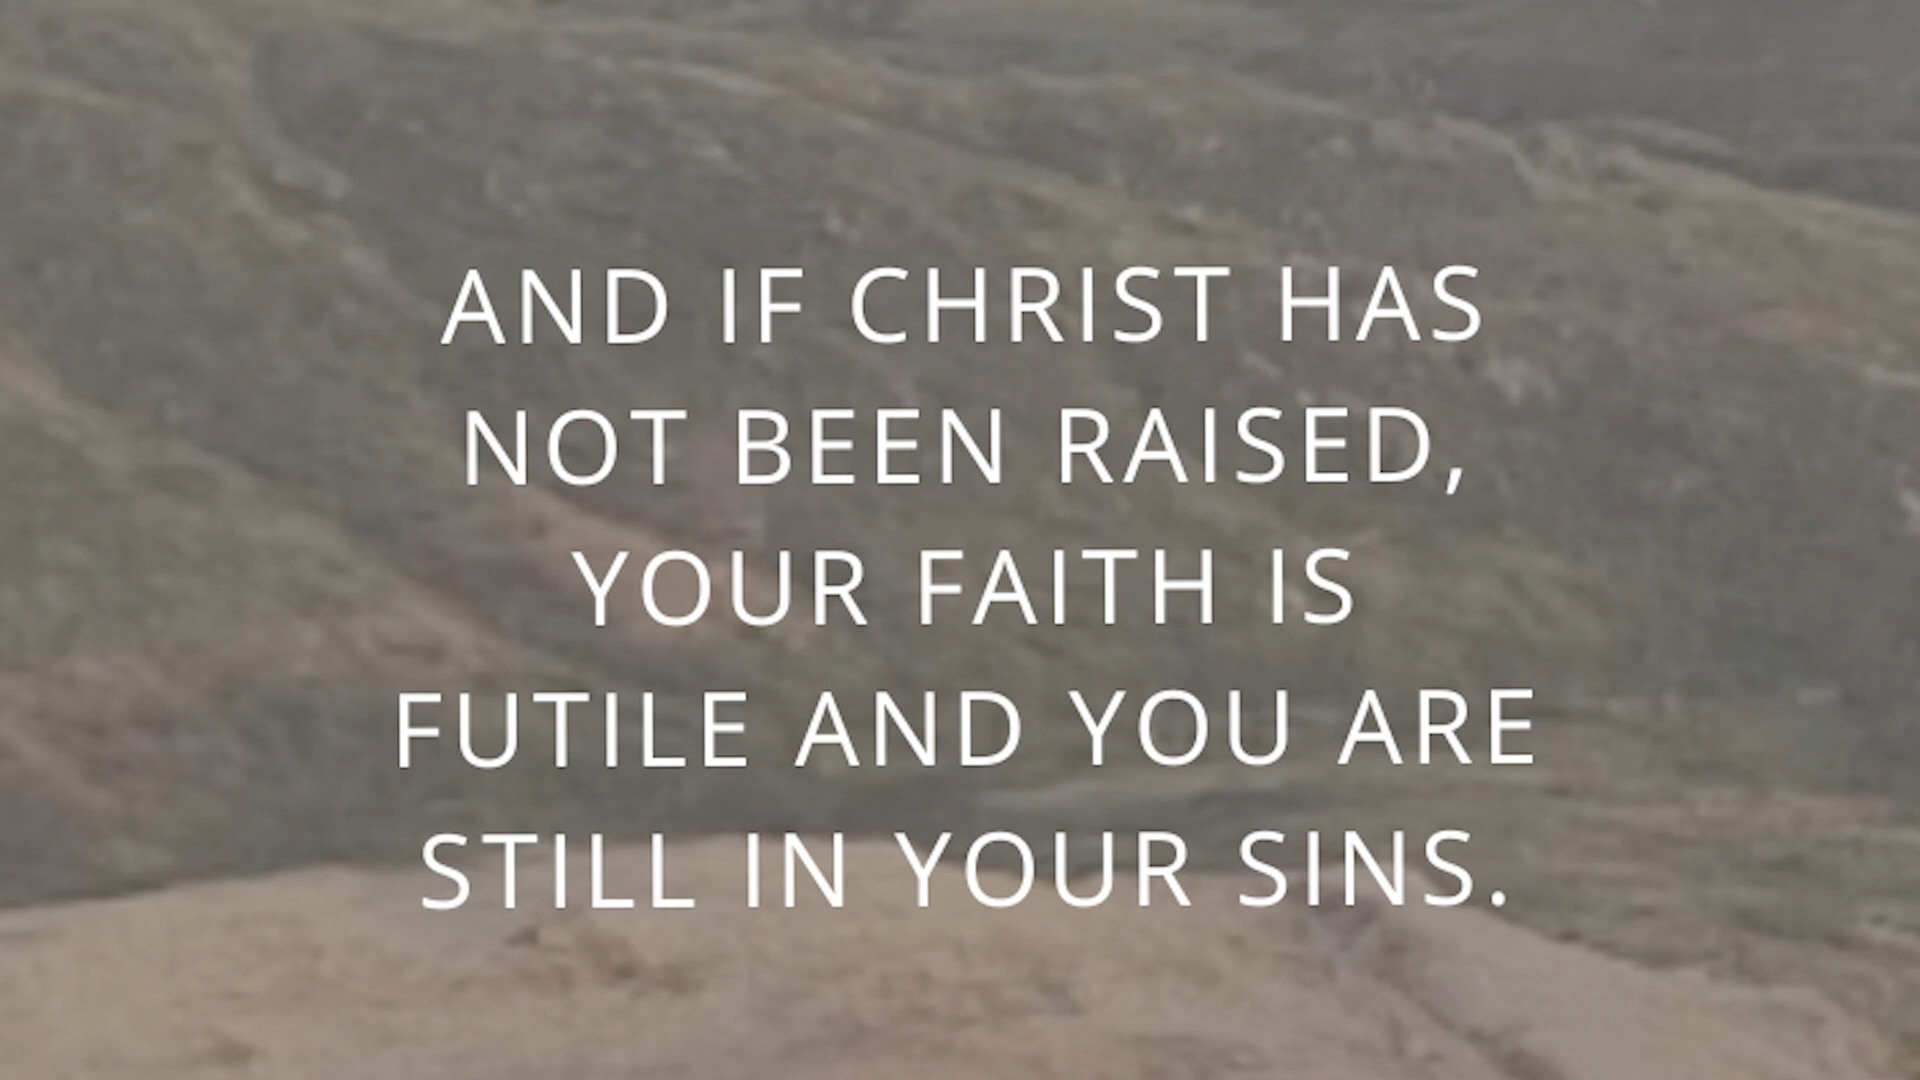 AND IF CHRIST HAS
NOT BEEN RAISED,
YOUR FAITH IS
FUTILE AND YOU ARE
STILL IN YOUR SINS.